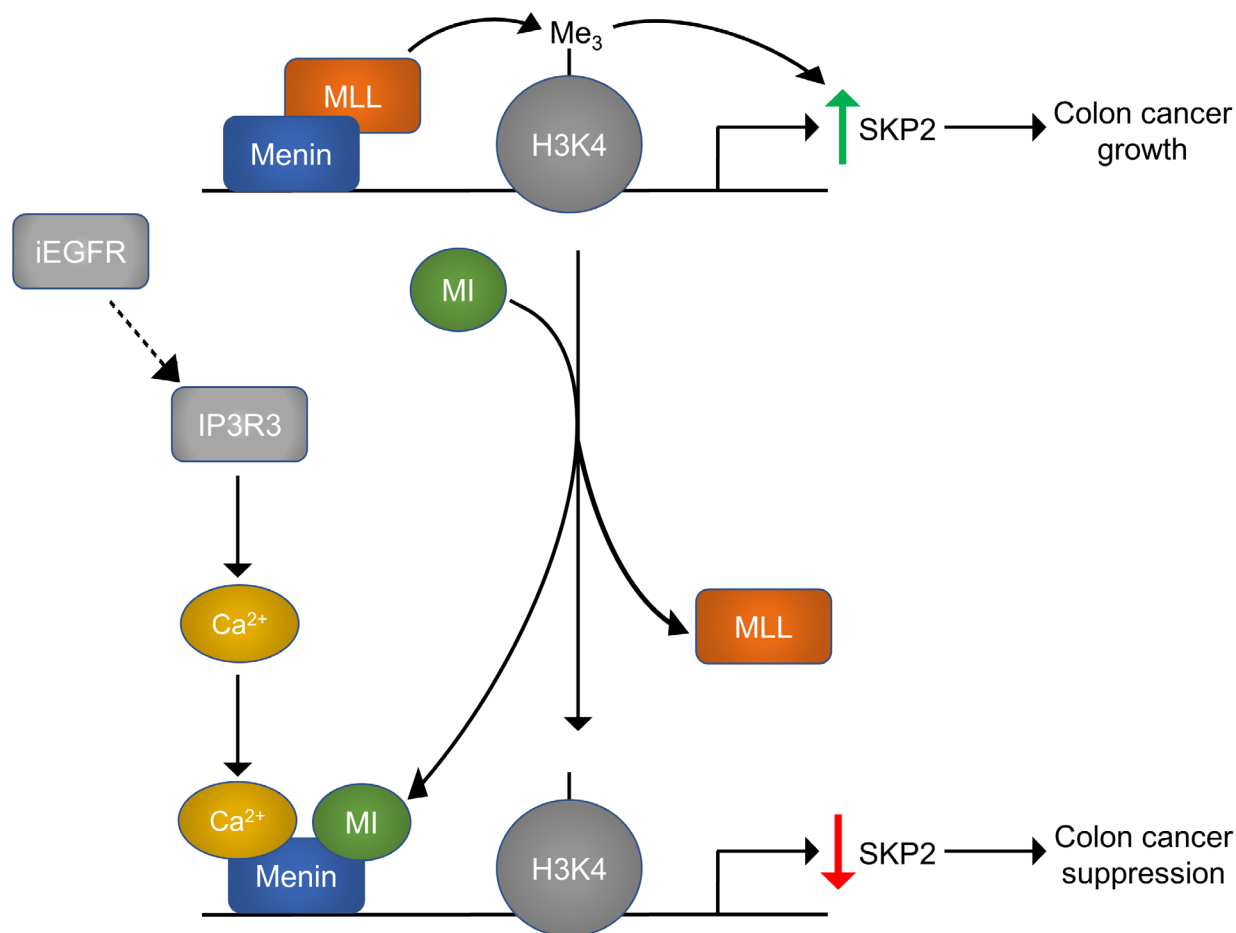 Me₃
MLL
Menin
H3K4
SKP2
Colon cancer
growth
iEGFR
MI
IP3R3
Ca²⁺
MLL
Ca²⁺
MI
Menin
H3K4
SKP2
Colon cancer
suppression